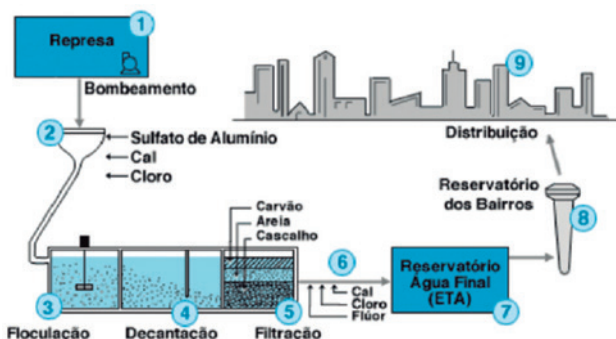 1
Represa
Bombeamento
2
Sulfato de Alumínio
Cal
Cloro
9
Distribuição
Reservatório
dos Bairros
8
Carvão
Areia
Cascalho
3
4
5
Floculação
Decantação
Filtração
6
Cal
Cloro
Flúor
Reservatório
Água Final
(ETA)
7